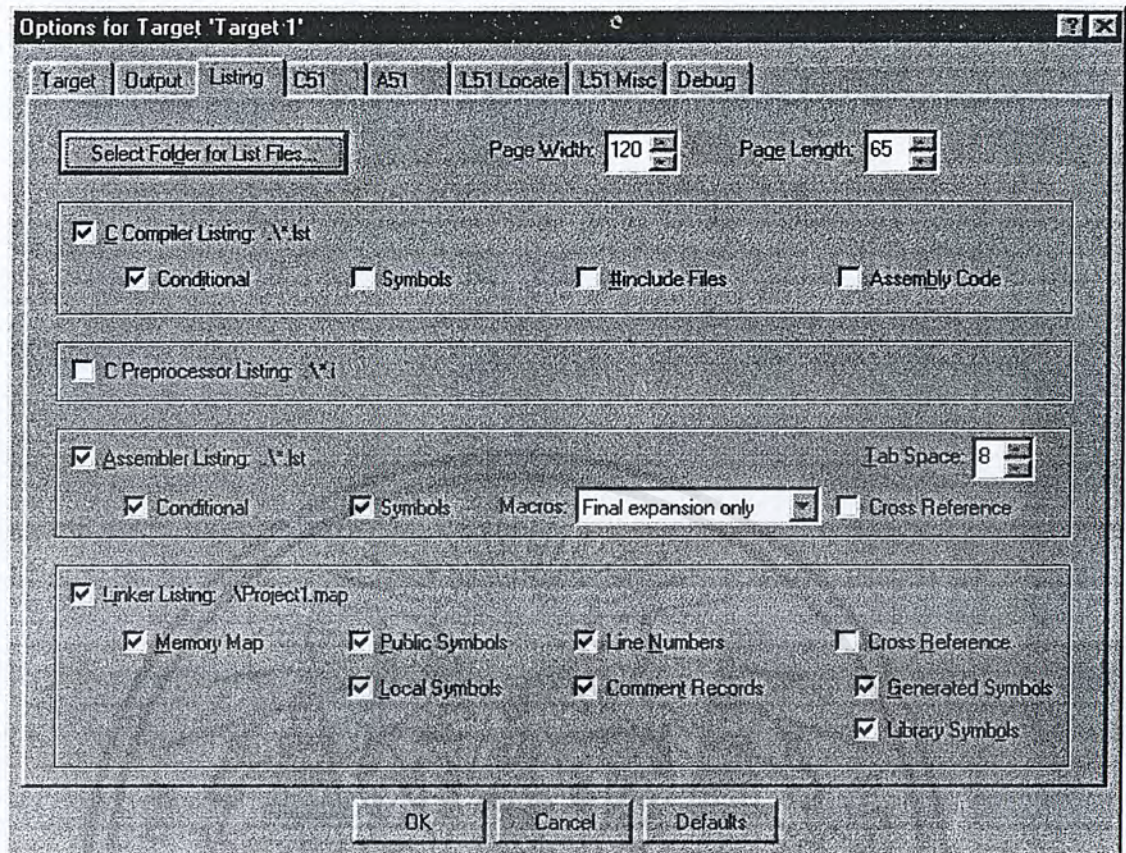 Options for Target 'Target 1'
Target Output Listing C51 A51 L51 Locate L51 Misc Debug
Select Folder for List Files... Page Width: 120 Page Length: 65
C Compiler Listing: .\*.lst
Conditional Symbols #include Files Assembly Code
C Preprocessor Listing: .\*.i
Assembler Listing: .\*.lst Tab Space: 8
Conditional Symbols Macros: Final expansion only Cross Reference
Linker Listing: .\Project1.map
Memory Map Public Symbols Line Numbers Cross Reference
Local Symbols Comment Records Generated Symbols
Library Symbols
OK Cancel Defaults